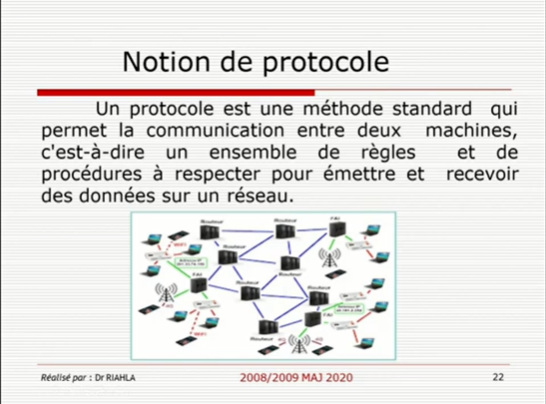 Notion de protocole
Un protocole est une méthode standard qui
permet la communication entre deux machines,
c'est-à-dire un ensemble de règles et de
procédures à respecter pour émettre et recevoir
des données sur un réseau.
Routeur
Routeur
FAI
WIFI
Routeur
Routeur
FAI
Routeur
Routeur
FAI
WIFI
Routeur
Réalisé par : Dr RIAHLA
2008/2009 MAJ 2020
22